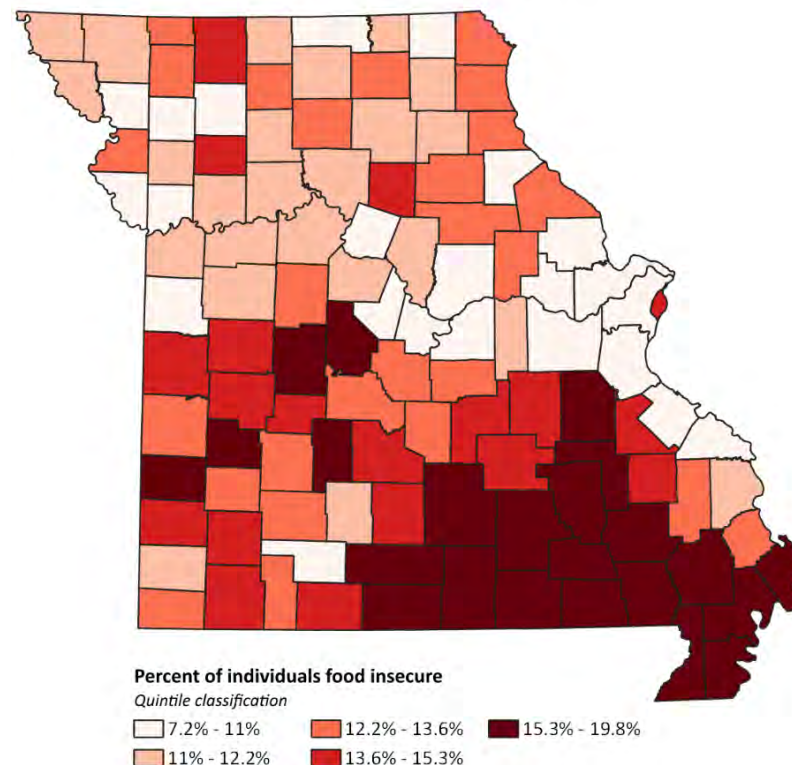 Percent of individuals food insecure
Quintile classification
7.2% - 11% 12.2% - 13.6% 15.3% - 19.8%
11% - 12.2% 13.6% - 15.3%